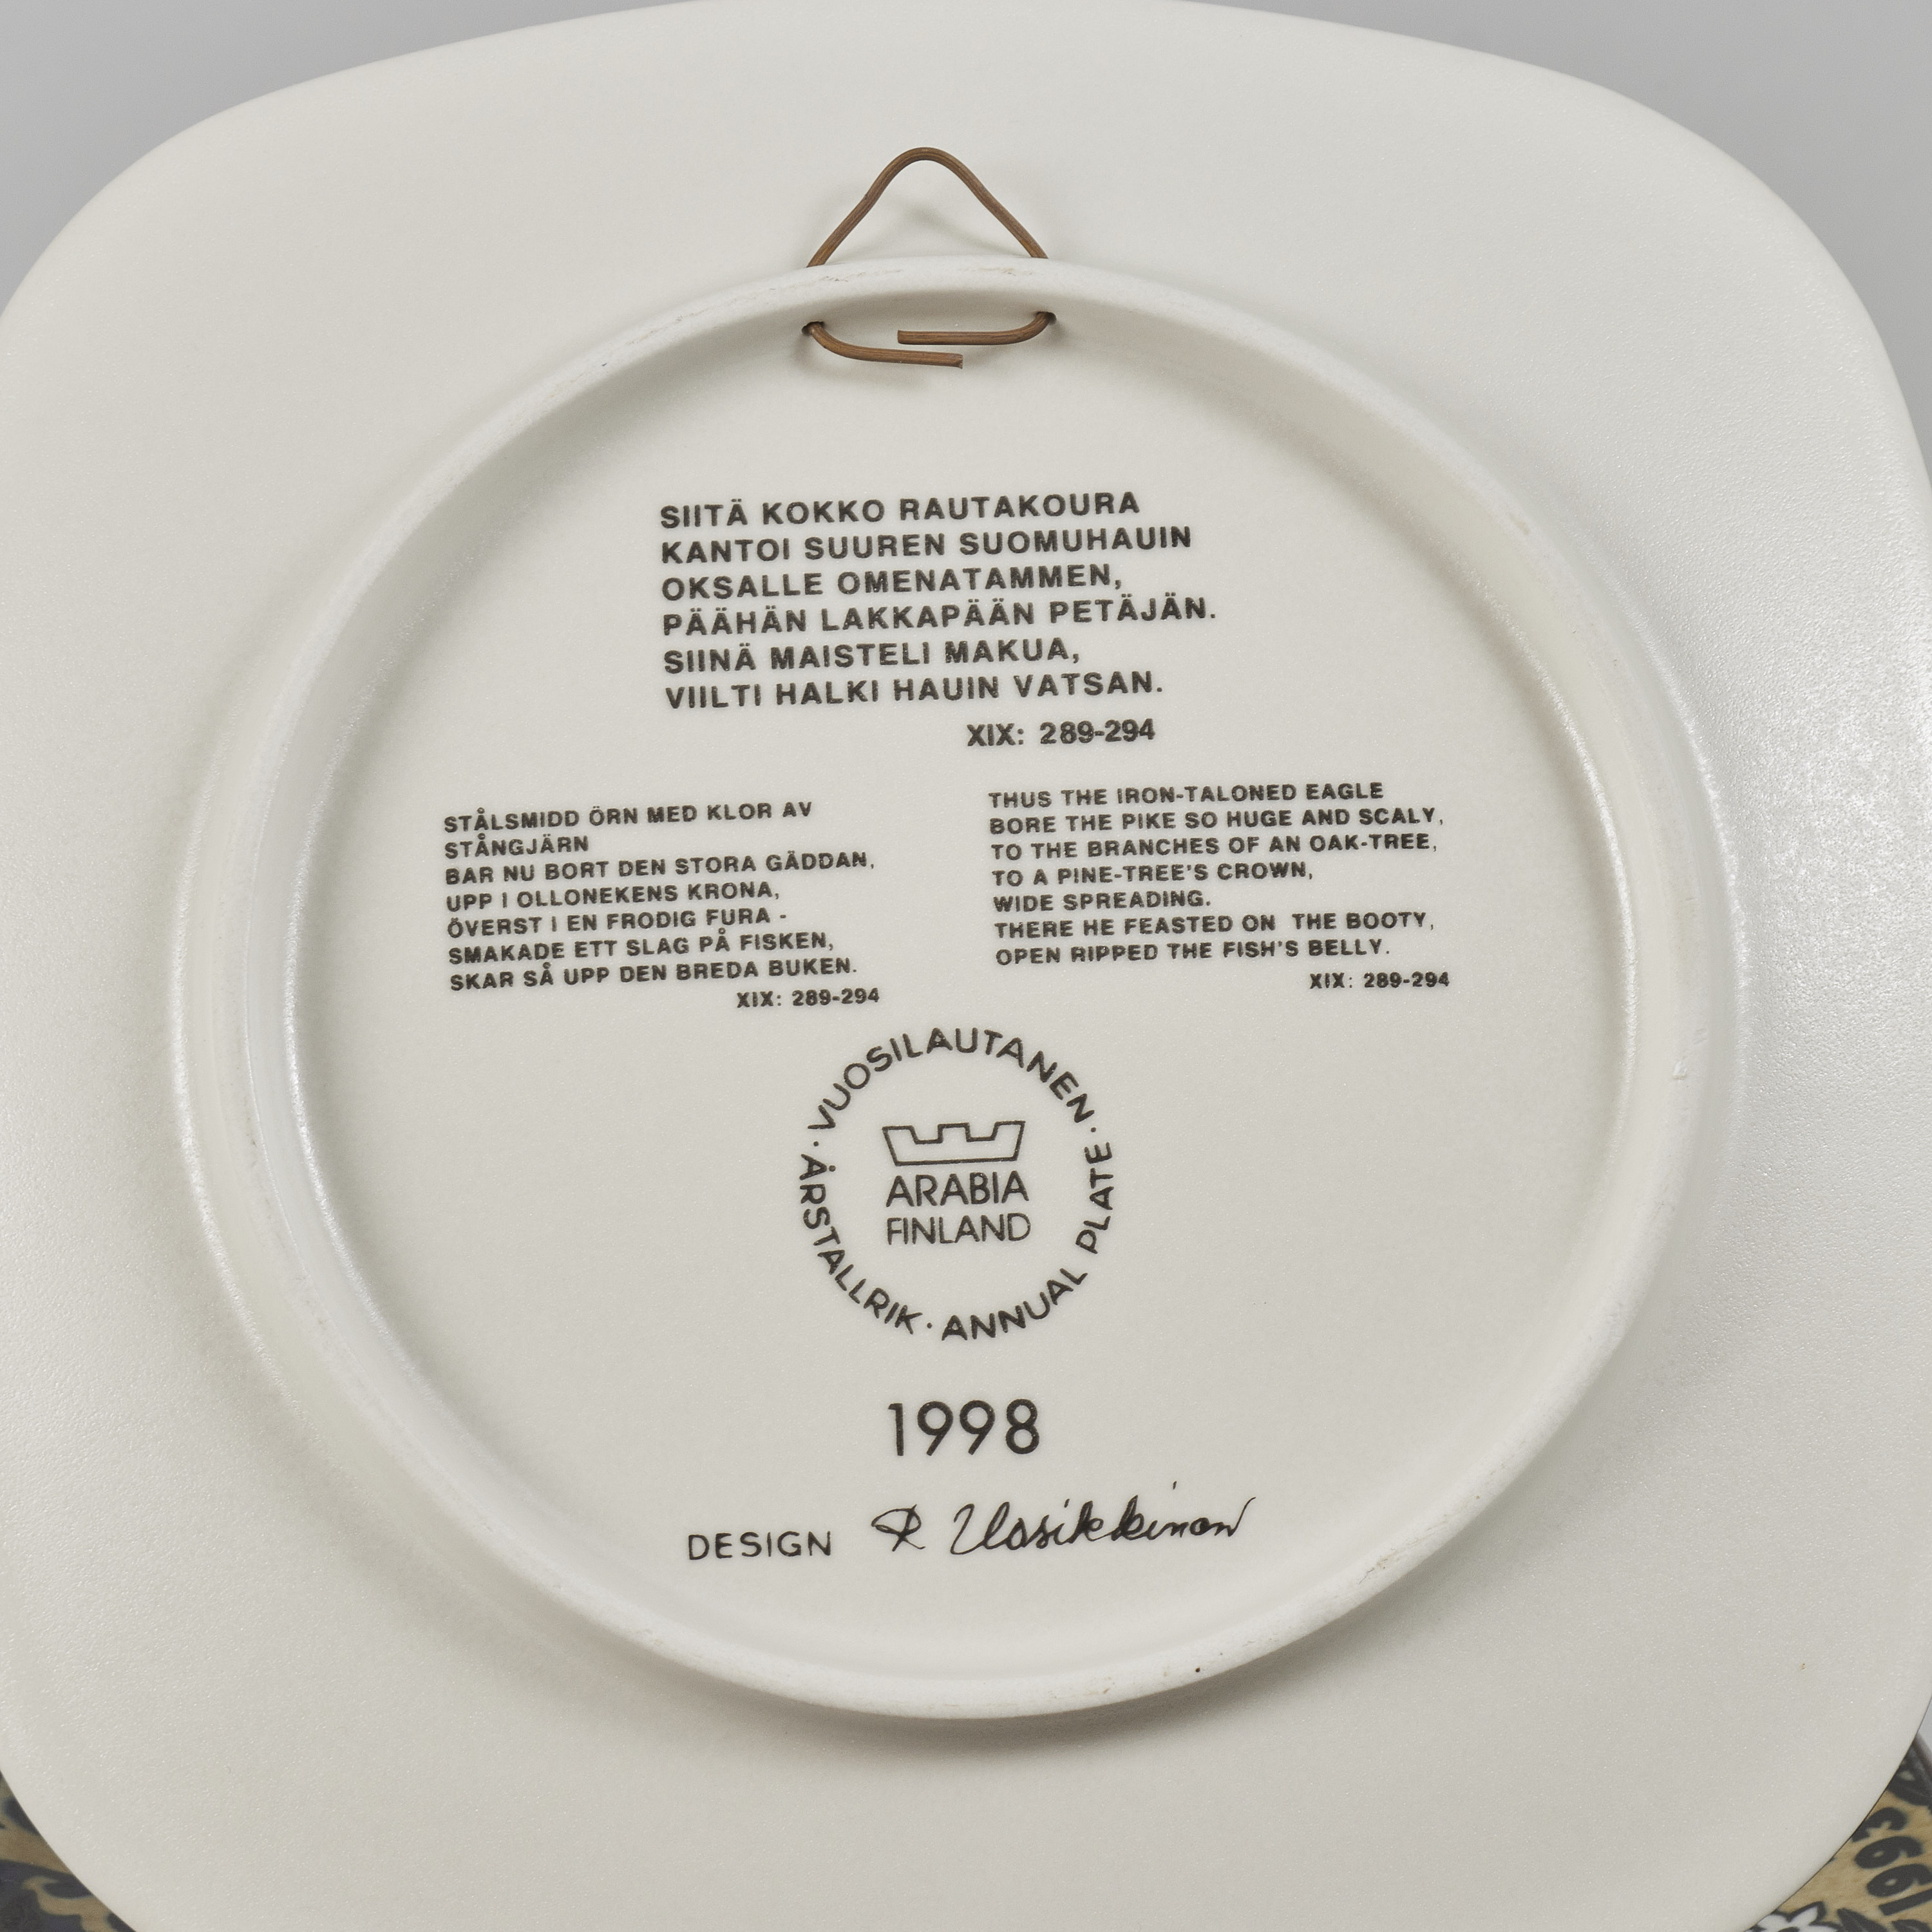 SIITÄ KOKKO RAUTAKOURA
KANTOI SUUREN SUOMUHAUIN
OKSALLE OMENATAMMEN,
PÄÄHÄN LAKKAPÄÄN PETÄJÄN.
SIINÄ MAISTELI MAKUA,
VIILTI HALKI HAUIN VATSAN.
XIX: 289-294
STÅLSMIDD ÖRN MED KLOR AV
STÅNGJÄRN
BAR NU BORT DEN STORA GÄDDAN,
UPP I OLLONEKENS KRONA,
ÖVERST I EN FRODIG FURA -
SMAKADE ETT SLAG PÅ FISKEN,
SKAR SÅ UPP DEN BREDA BUKEN.
XIX: 289-294
THUS THE IRON-TALONED EAGLE
BORE THE PIKE SO HUGE AND SCALY,
TO THE BRANCHES OF AN OAK-TREE,
TO A PINE-TREE'S CROWN,
WIDE SPREADING.
THERE HE FEASTED ON THE BOOTY,
OPEN RIPPED THE FISH'S BELLY.
XIX: 289-294
VUOSILAUTANEN · ANNUAL PLATE · ÅRSTALLRIK ·
ARABIA
FINLAND
1998
DESIGN R Uosikkinen
1993